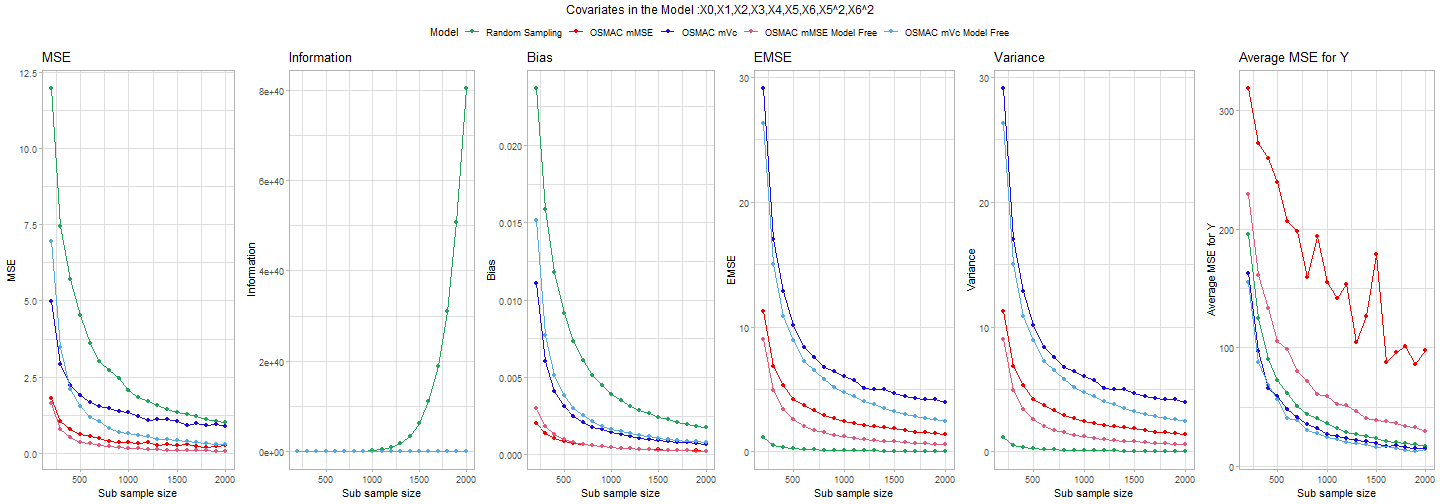 Covariates in the Model :X0,X1,X2,X3,X4,X5,X6,X5^2,X6^2
Model Random Sampling OSMAC mMSE OSMAC mVc OSMAC mMSE Model Free OSMAC mVc Model Free
MSE
MSE
12.5
10.0
7.5
5.0
2.5
0.0
500 1000 1500 2000
Sub sample size
Information
Information
8e+40
6e+40
4e+40
2e+40
0e+00
500 1000 1500 2000
Sub sample size
Bias
Bias
0.020
0.015
0.010
0.005
0.000
500 1000 1500 2000
Sub sample size
EMSE
EMSE
30
20
10
0
500 1000 1500 2000
Sub sample size
Variance
Variance
30
20
10
0
500 1000 1500 2000
Sub sample size
Average MSE for Y
Average MSE for Y
300
200
100
0
500 1000 1500 2000
Sub sample size